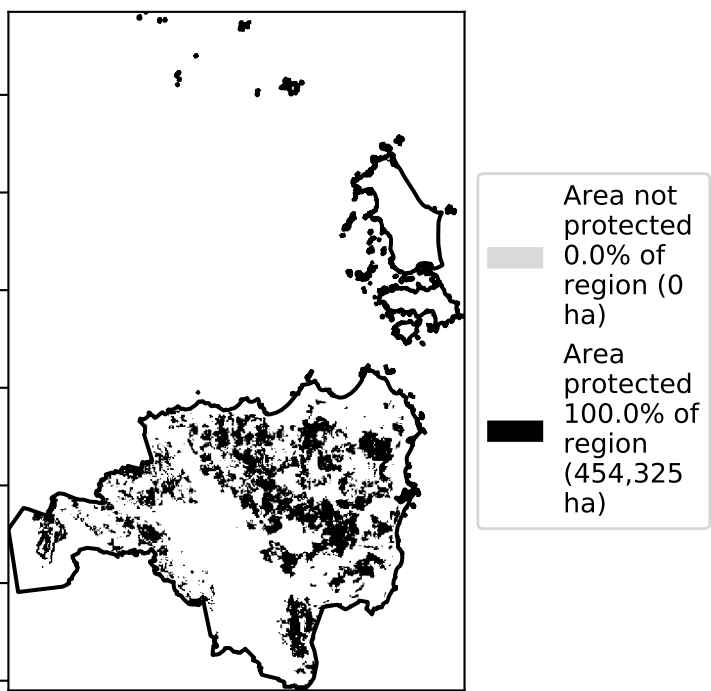 Area not
protected
0.0% of
region (0
ha)
Area
protected
100.0% of
region
(454,325
ha)